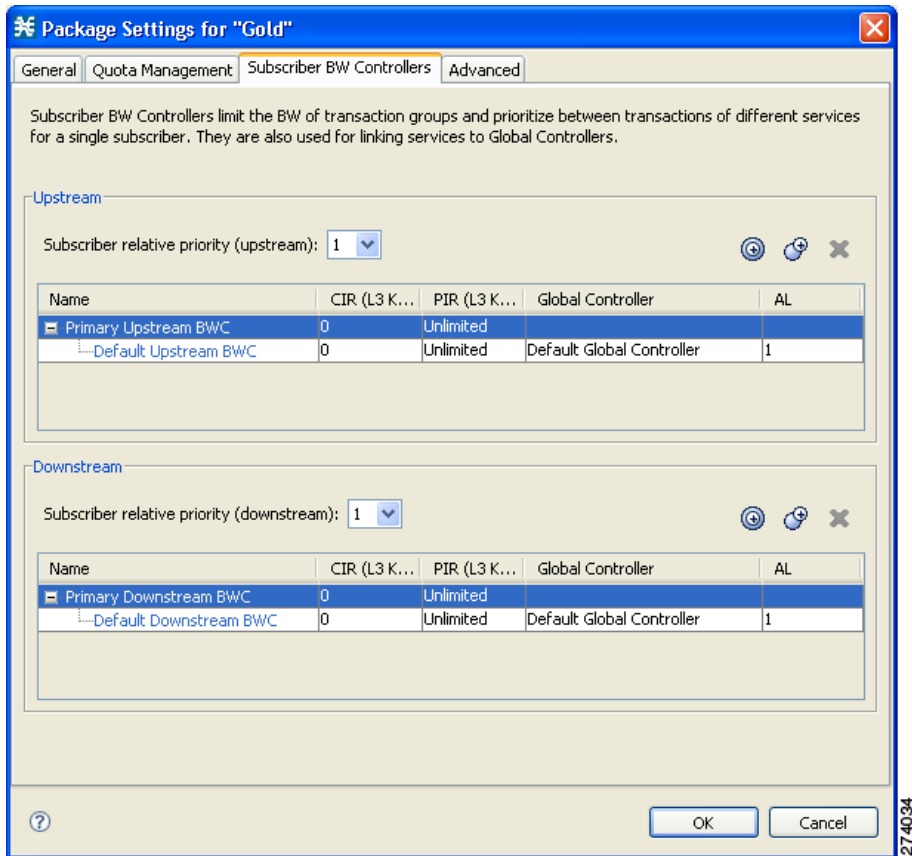 Package Settings for "Gold"
General Quota Management Subscriber BW Controllers Advanced
Subscriber BW Controllers limit the BW of transaction groups and prioritize between transactions of different services
for a single subscriber. They are also used for linking services to Global Controllers.
Upstream
Subscriber relative priority (upstream): 1
Name CIR (L3 K... PIR (L3 K... Global Controller AL
Primary Upstream BWC 0 Unlimited
Default Upstream BWC 0 Unlimited Default Global Controller 1
Downstream
Subscriber relative priority (downstream): 1
Name CIR (L3 K... PIR (L3 K... Global Controller AL
Primary Downstream BWC 0 Unlimited
Default Downstream BWC 0 Unlimited Default Global Controller 1
? OK Cancel
274034